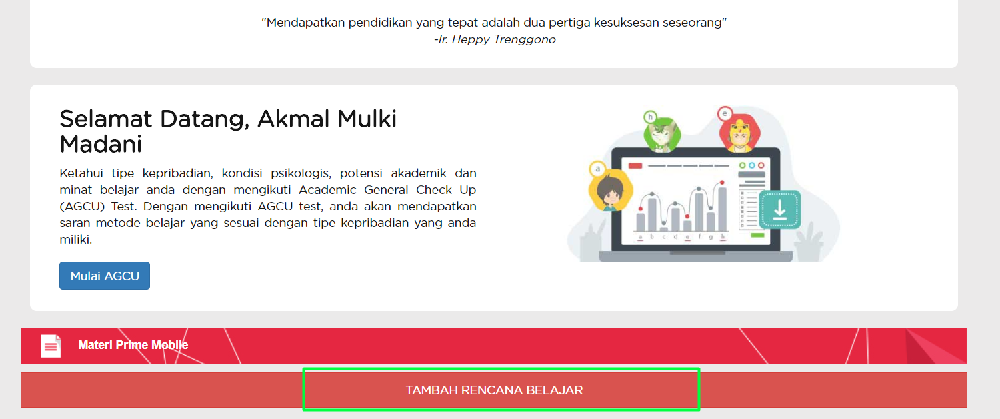 "Mendapatkan pendidikan yang tepat adalah dua pertiga kesuksesan seseorang"
-Ir. Heppy Trenggono
Selamat Datang, Akmal Mulki
Madani
Ketahui tipe kepribadian, kondisi psikologis, potensi akademik dan
minat belajar anda dengan mengikuti Academic General Check Up
(AGCU) Test. Dengan mengikuti AGCU test, anda akan mendapatkan
saran metode belajar yang sesuai dengan tipe kepribadian yang anda
miliki.
Mulai AGCU
h
e
a
a b c d e f g h
Materi Prime Mobile
TAMBAH RENCANA BELAJAR